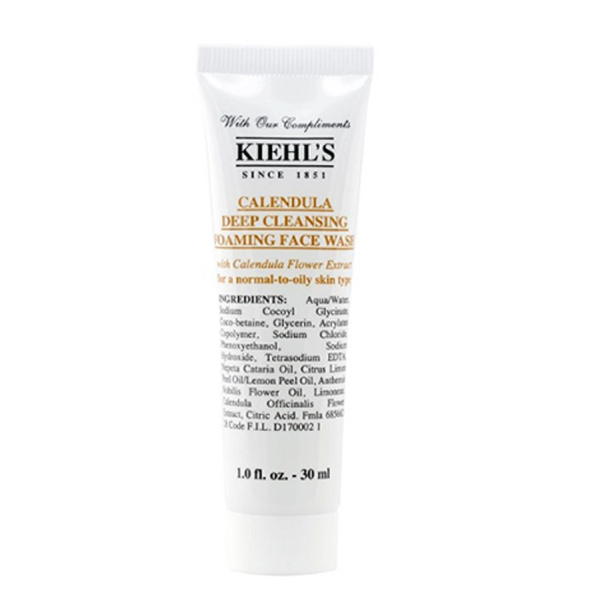 With Our Compliments
KIEHL'S
SINCE 1851
CALENDULA
DEEP CLEANSING
FOAMING FACE WASH
with Calendula Flower Extract
for a normal-to-oily skin type
INGREDIENTS: Aqua/Water,
Sodium Cocoyl Glycinate,
Coco-betaine, Glycerin, Acrylates
Copolymer, Sodium Chloride,
Phenoxyethanol, Sodium
Hydroxide, Tetrasodium EDTA,
Nepeta Cataria Oil, Citrus Limon
Peel Oil/Lemon Peel Oil, Anthemis
Nobilis Flower Oil, Limonene,
Calendula Officinalis Flower
Extract, Citric Acid. Fmla
Code F.I.L. D170002 1
1.0 fl. oz. - 30 ml